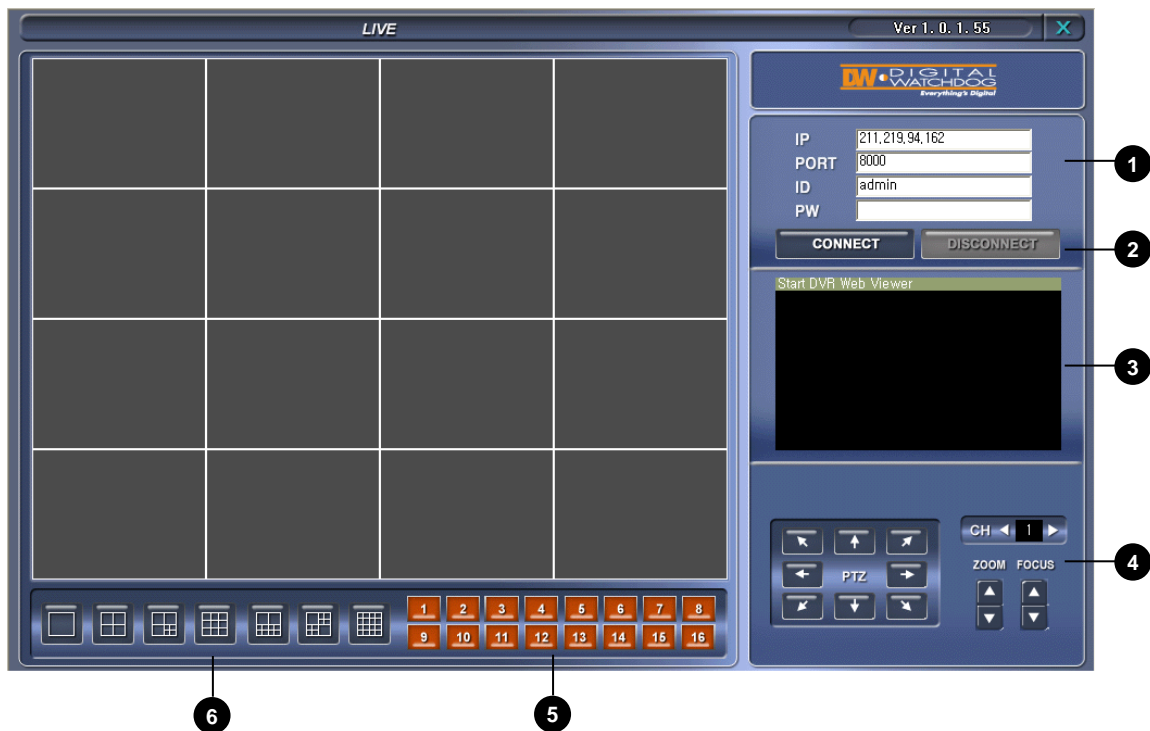 LIVE
Ver 1. 0. 1. 55
X
DW DIGITAL
WATCHDOG
Everything's Digital
IP 211,219,94,162
PORT 8000
ID admin
PW
CONNECT DISCONNECT
Start DVR Web Viewer
CH 1
ZOOM FOCUS
PTZ
1 2 3 4 5 6 7 8
9 10 11 12 13 14 15 16
1
2
3
4
5
6